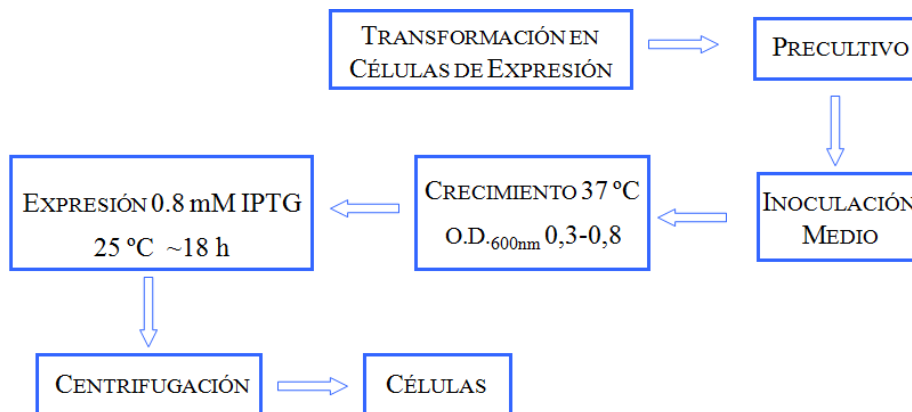 TRANSFORMACIÓN EN
CÉLULAS DE EXPRESIÓN
PRECULTIVO
INOCULACIÓN
MEDIO
CRECIMIENTO 37 ºC
O.D.600nm 0,3-0,8
EXPRESIÓN 0.8 mM IPTG
25 ºC ~18 h
CENTRIFUGACIÓN
CÉLULAS